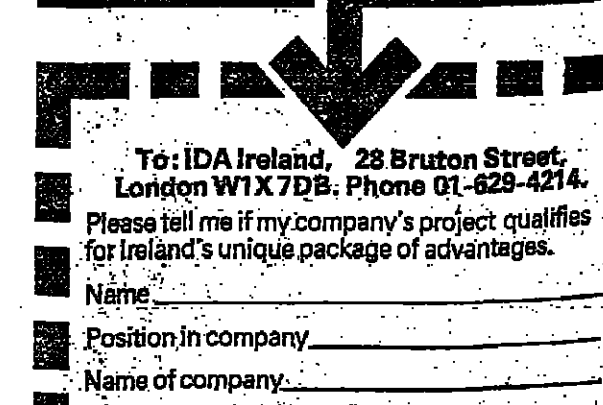 To: IDA Ireland, 28 Bruton Street,
London W1X 7DB. Phone 01-629-4214.
Please tell me if my company's project qualifies
for Ireland's unique package of advantages.
Name
Position in company
Name of company